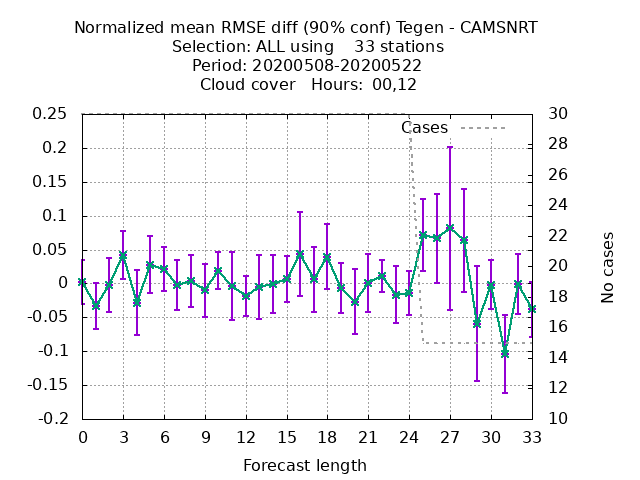 Normalized mean RMSE diff (90% conf) Tegen - CAMSNRT
Selection: ALL using 33 stations
Period: 20200508-20200522
Cloud cover Hours: 00,12
Cases
0.25
0.2
0.15
0.1
0.05
0
-0.05
-0.1
-0.15
-0.2
30
28
26
24
22
20
18
16
14
12
10
No cases
0 3 6 9 12 15 18 21 24 27 30 33
Forecast length